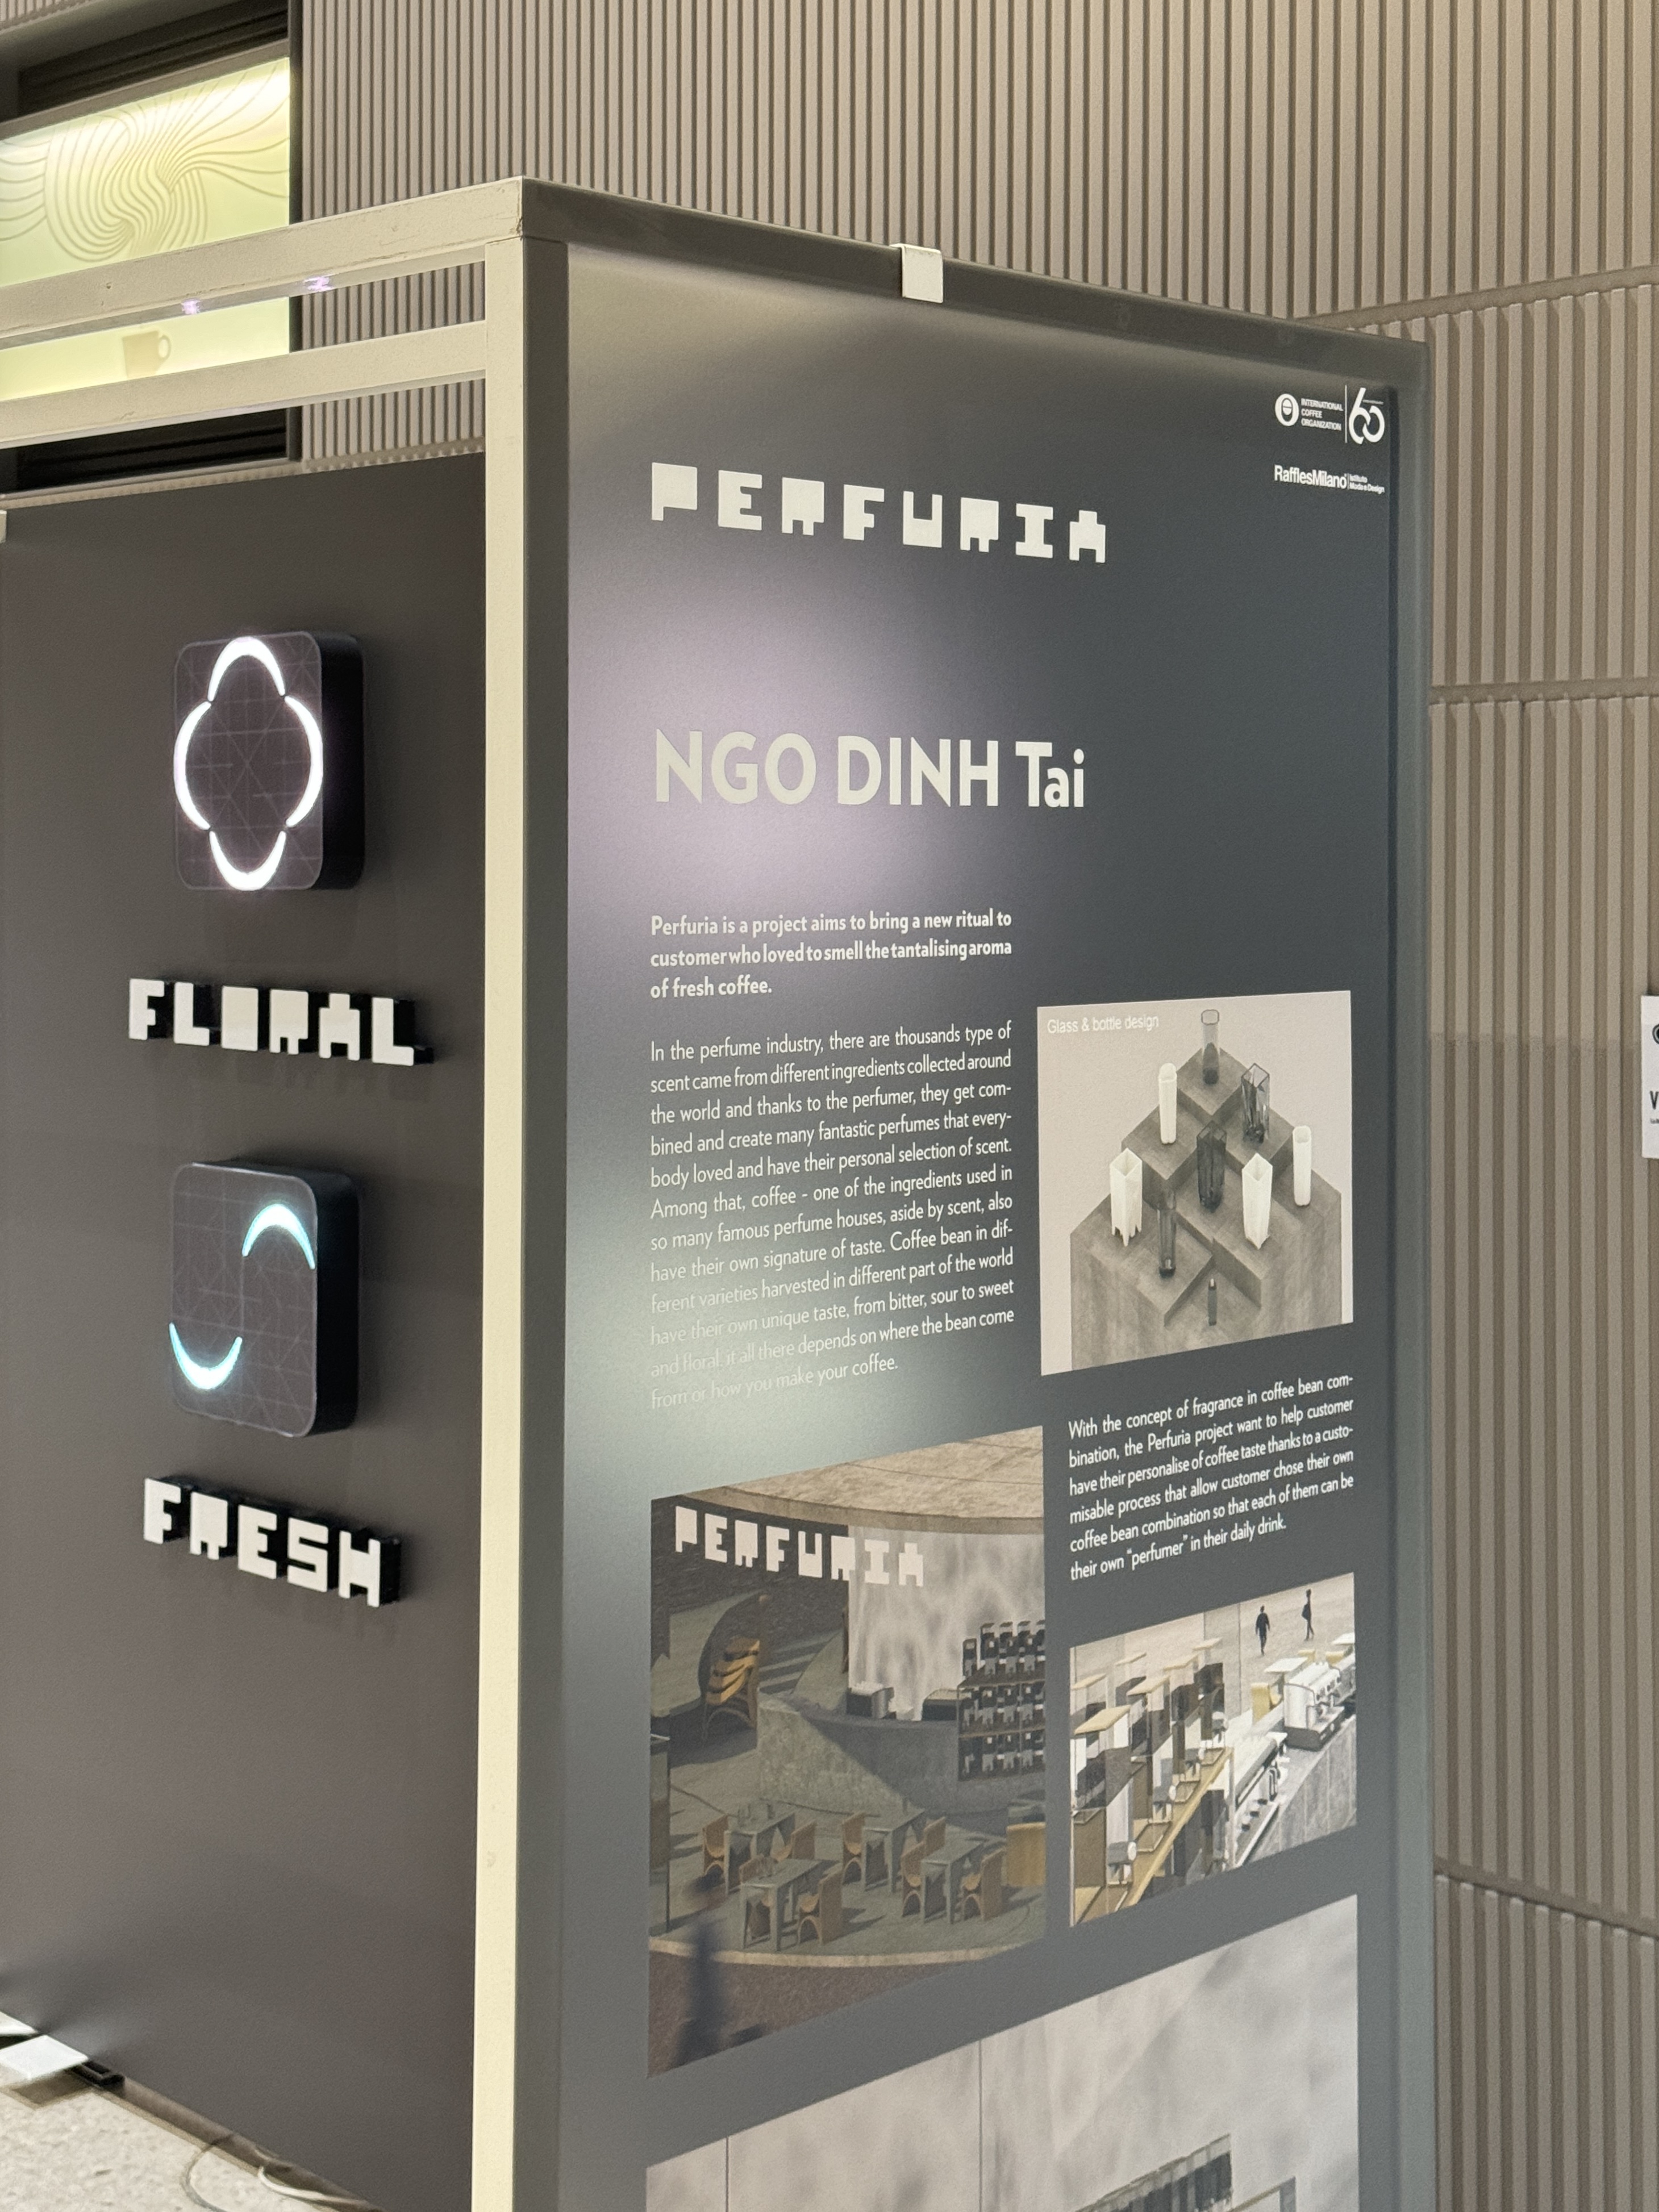 INTERNATIONAL
COFFEE
ORGANIZATION
60
RafflesMilano
Istituto
Moda e Design
PERFURIA
NGO DINH Tai
Perfuria is a project aims to bring a new ritual to
customer who loved to smell the tantalising aroma
of fresh coffee.
In the perfume industry, there are thousands type of
scent came from different ingredients collected around
the world and thanks to the perfumer, they get com-
bined and create many fantastic perfumes that every-
body loved and have their personal selection of scent.
Among that, coffee - one of the ingredients used in
so many famous perfume houses, aside by scent, also
have their own signature of taste. Coffee bean in dif-
ferent varieties harvested in different part of the world
have their own unique taste, from bitter, sour to sweet
and floral, it all there depends on where the bean come
from or how you make your coffee.
Glass & bottle design
With the concept of fragrance in coffee bean com-
bination, the Perfuria project want to help customer
have their personalise of coffee taste thanks to a custo-
misable process that allow customer chose their own
coffee bean combination so that each of them can be
their own "perfumer" in their daily drink.
PERFURIA
FLORAL
FRESH